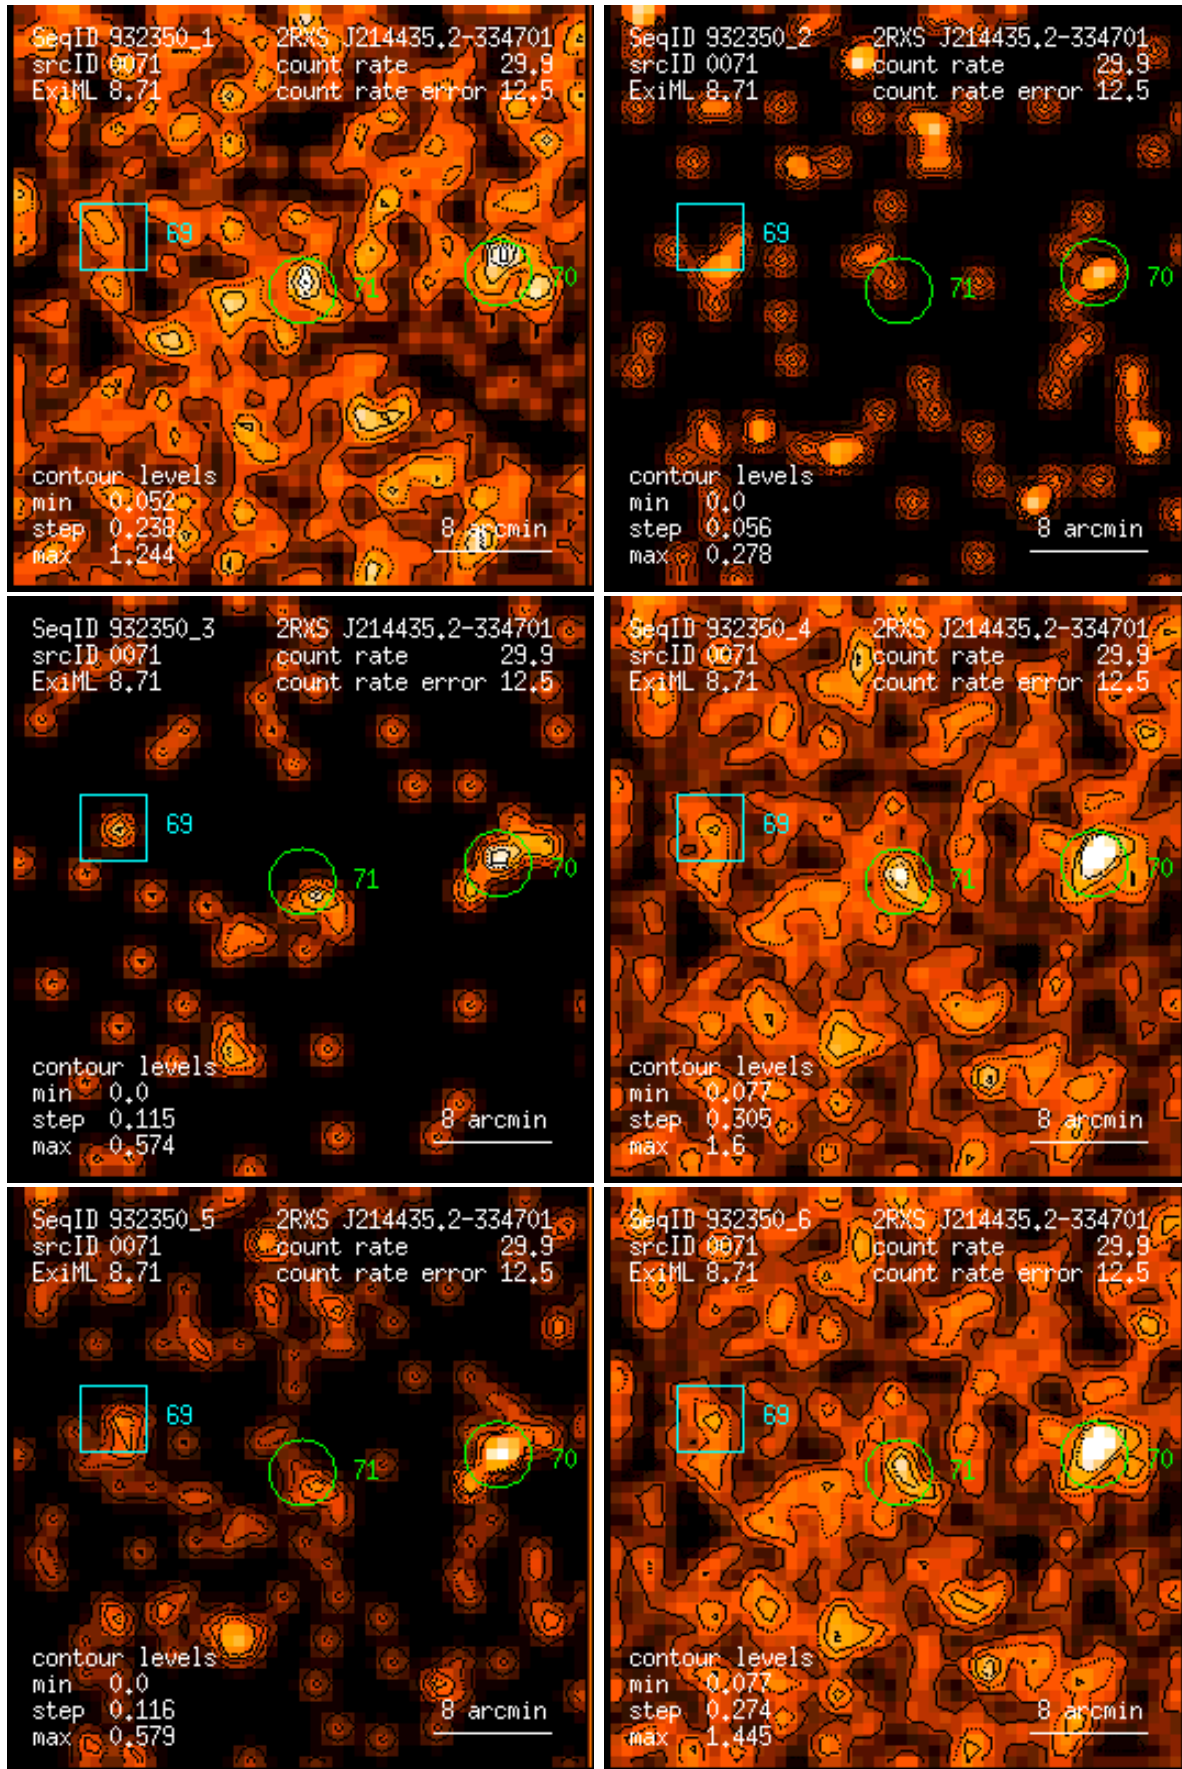 SeqID 932350_1 2RXS J214435.2-334701
srcID 0071 count rate 29.9
ExiML 8.71 count rate error 12.5
69
71
70
contour levels
min 0.052
step 0.238
max 1.244
8 arcmin
SeqID 932350_2 2RXS J214435.2-334701
srcID 0071 count rate 29.9
ExiML 8.71 count rate error 12.5
69
71
70
contour levels
min 0.0
step 0.056
max 0.278
8 arcmin
SeqID 932350_3 2RXS J214435.2-334701
srcID 0071 count rate 29.9
ExiML 8.71 count rate error 12.5
69
71
70
contour levels
min 0.0
step 0.115
max 0.574
8 arcmin
SeqID 932350_4 2RXS J214435.2-334701
srcID 0071 count rate 29.9
ExiML 8.71 count rate error 12.5
69
71
70
contour levels
min 0.077
step 0.305
max 1.6
8 arcmin
SeqID 932350_5 2RXS J214435.2-334701
srcID 0071 count rate 29.9
ExiML 8.71 count rate error 12.5
69
71
70
contour levels
min 0.0
step 0.116
max 0.579
8 arcmin
SeqID 932350_6 2RXS J214435.2-334701
srcID 0071 count rate 29.9
ExiML 8.71 count rate error 12.5
69
71
70
contour levels
min 0.077
step 0.274
max 1.445
8 arcmin